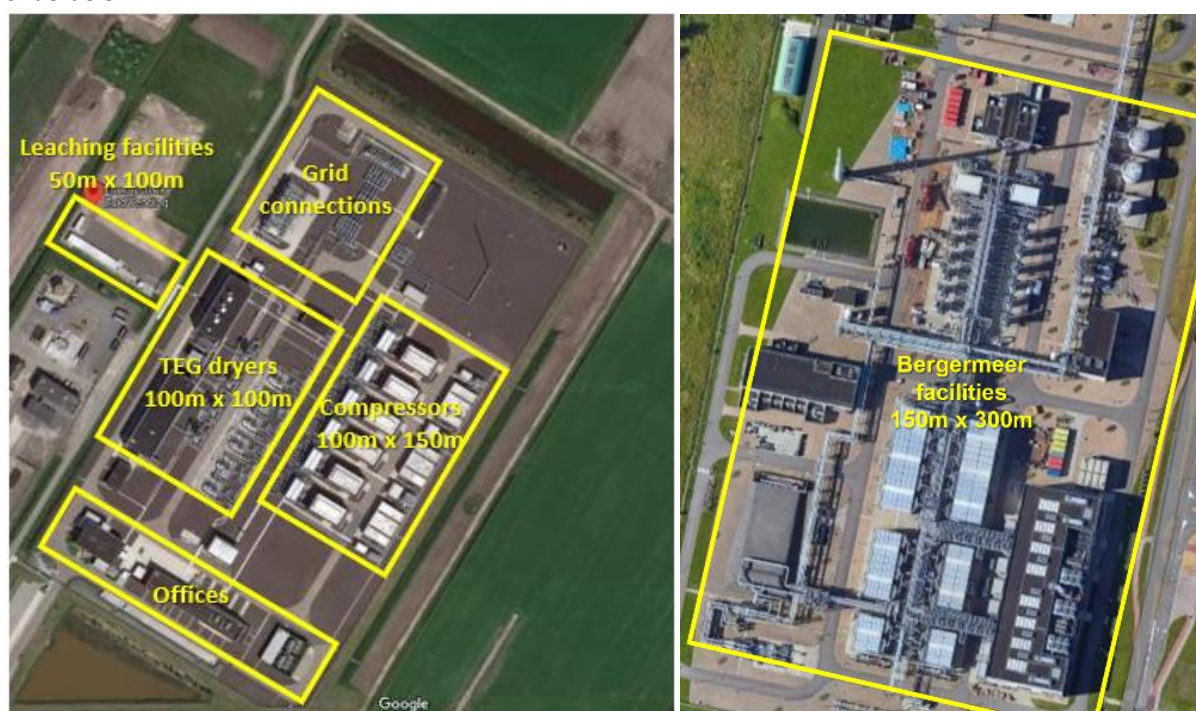 Leaching facilities
50m x 100m
Grid
connections
TEG dryers
100m x 100m
Compressors
100m x 150m
Offices
Google
Bergermeer
facilities
150m x 300m